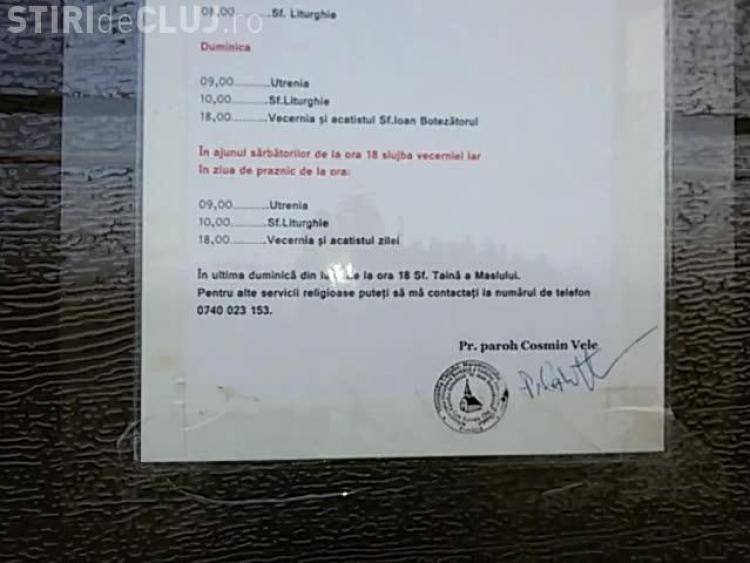 STIRIdeCLUJ.ro
08,00............Sf. Liturghie
Duminica
09,00............Utrenia
10,00............Sf.Liturghie
18,00............Vecernia și acatistul Sf.Ioan Botezătorul
În ajunul sărbătorilor de la ora 18 slujba vecerniei iar
în ziua de praznic de la ora:
09,00............Utrenia
10,00............Sf.Liturghie
18,00............Vecernia și acatistul zilei
În ultima duminică din de la ora 18 Sf. Taină a Maslului.
Pentru alte servicii religioase puteți să mă contactați la numărul de telefon
0740 023 153.
Pr. paroh Cosmin Vele